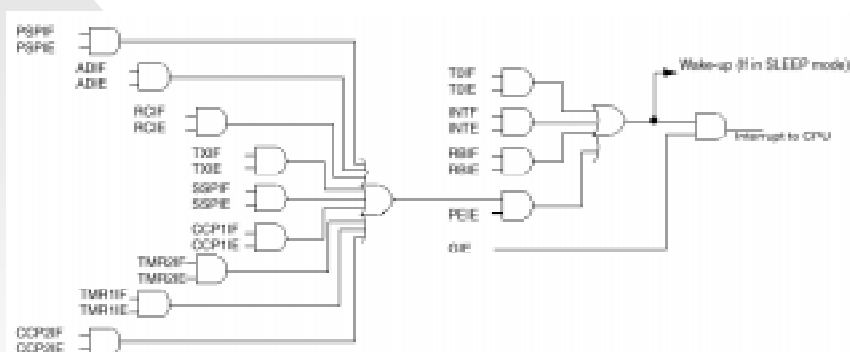 PSPIF
PSPIE
ADIF
ADIE
RCIF
RCIE
TXIF
TXIE
SSPIF
SSPIE
CCP1IF
CCP1IE
TMR2IF
TMR2IE
TMR1IF
TMR1IE
CCP2IF
CCP2IE
T0IF
T0IE
INTF
INTE
RBIF
RBIE
PEIE
GIE
Wake-up (If in SLEEP mode)
Interrupt to CPU